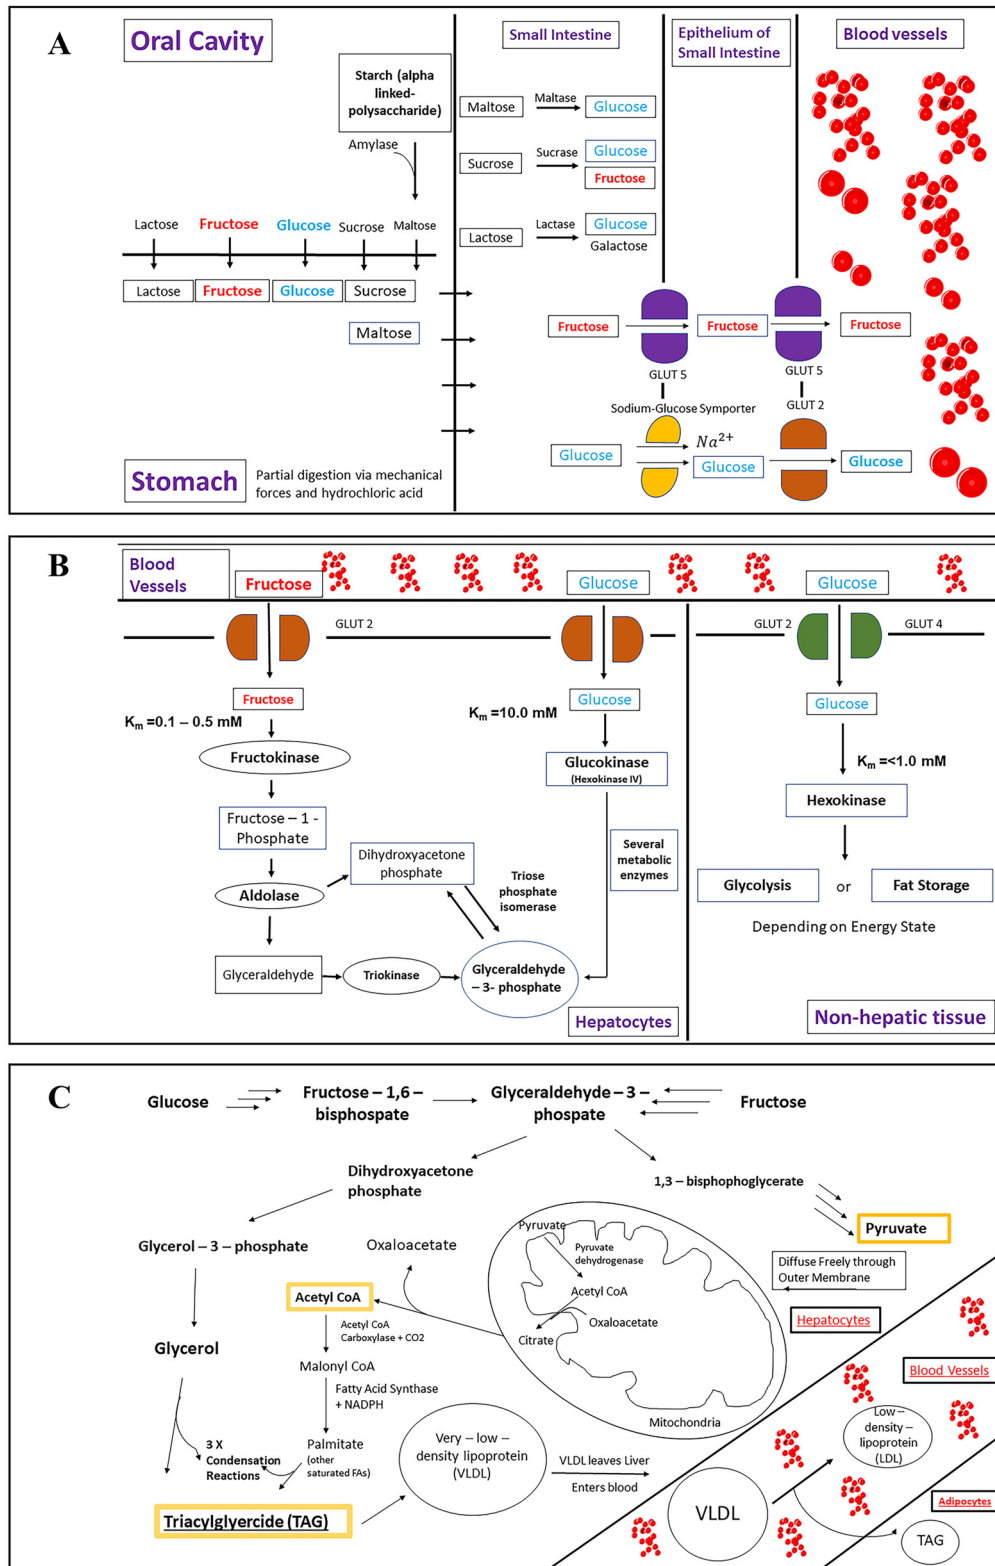 A
Oral Cavity
Starch (alpha
linked-
polysaccharide)
Amylase
Lactose
Fructose
Glucose
Sucrose
Maltose
Lactose
Fructose
Glucose
Sucrose
Maltose
Stomach
Partial digestion via mechanical
forces and hydrochloric acid
Small Intestine
Maltose
Maltase
Glucose
Sucrose
Sucrase
Glucose
Fructose
Lactose
Lactase
Glucose
Galactose
Epithelium of
Small Intestine
Blood vessels
Fructose
Fructose
Fructose
GLUT 5
GLUT 5
Sodium-Glucose Symporter
GLUT 2
Glucose
Na2+
Glucose
Glucose
B
Blood
Vessels
Fructose
Glucose
Glucose
GLUT 2
GLUT 2
GLUT 4
Fructose
Glucose
Glucose
Km =0.1 – 0.5 mM
Km =10.0 mM
Km =<1.0 mM
Fructokinase
Glucokinase
(Hexokinase IV)
Hexokinase
Fructose – 1 -
Phosphate
Dihydroxyacetone
phosphate
Triose
phosphate
isomerase
Several
metabolic
enzymes
Aldolase
Glycolysis
or
Fat Storage
Depending on Energy State
Glyceraldehyde
Triokinase
Glyceraldehyde
– 3- phosphate
Hepatocytes
Non-hepatic tissue
C
Glucose
Fructose – 1,6 –
bisphospate
Glyceraldehyde – 3 –
phospate
Fructose
Dihydroxyacetone
phosphate
1,3 – bisphophoglycerate
Glycerol – 3 – phosphate
Oxaloacetate
Pyruvate
Pyruvate
dehydrogenase
Acetyl CoA
Oxaloacetate
Citrate
Mitochondria
Pyruvate
Diffuse Freely through
Outer Membrane
Hepatocytes
Acetyl CoA
Acetyl CoA
Carboxylase + CO2
Malonyl CoA
Fatty Acid Synthase
+ NADPH
Glycerol
3 X
Condensation
Reactions
Palmitate
(other
saturated FAs)
Triacylglyercide (TAG)
Very – low –
density lipoprotein
(VLDL)
VLDL leaves Liver
Enters blood
Blood Vessels
Low –
density –
lipoprotein
(LDL)
VLDL
Adipocytes
TAG